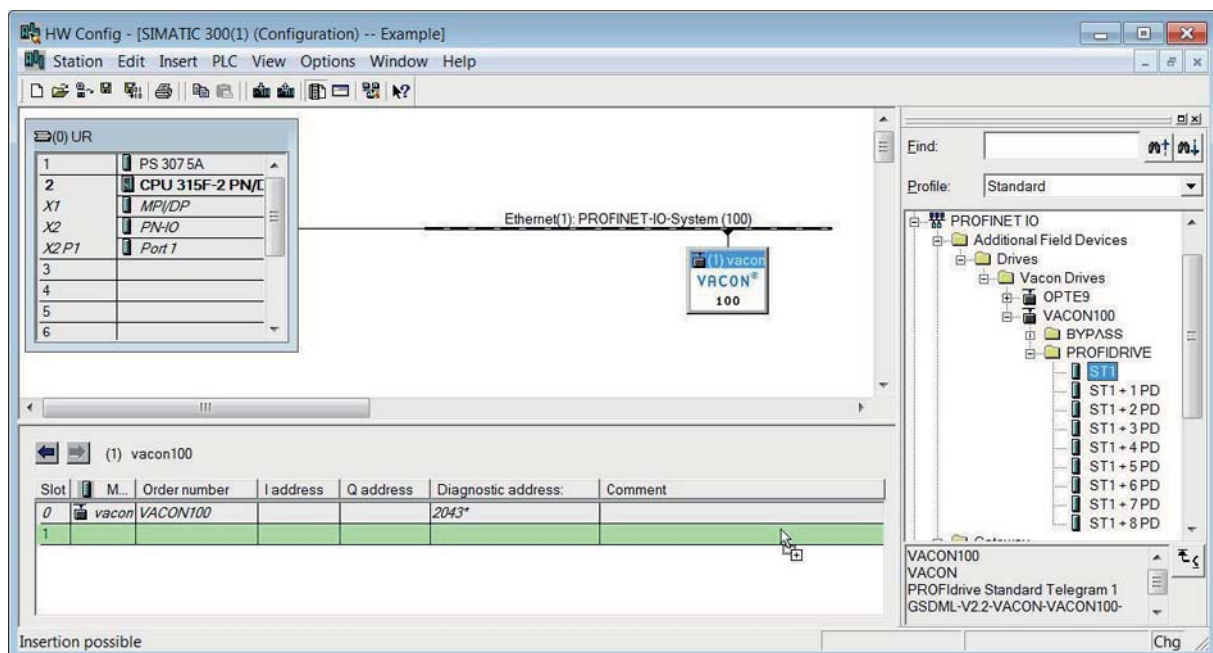 HW Config - [SIMATIC 300(1) (Configuration) -- Example]
Station Edit Insert PLC View Options Window Help
(0) UR
1 PS 307 5A
2 CPU 315F-2 PN/D
X1 MPI/DP
X2 PN-IO
X2 P1 Port 1
3
4
5
6
Ethernet(1): PROFINET-IO-System (100)
(1) vacon
VACON®
100
Find:
Profile: Standard
PROFINET IO
Additional Field Devices
Drives
Vacon Drives
OPTE9
VACON100
BYPASS
PROFIDRIVE
ST1
ST1 + 1 PD
ST1 + 2 PD
ST1 + 3 PD
ST1 + 4 PD
ST1 + 5 PD
ST1 + 6 PD
ST1 + 7 PD
ST1 + 8 PD
(1) vacon100
Slot M... Order number I address Q address Diagnostic address: Comment
0 vacon VACON100 2043*
1
VACON100
VACON
PROFIdrive Standard Telegram 1
GSDML-V2.2-VACON-VACON100-
Insertion possible
Chg